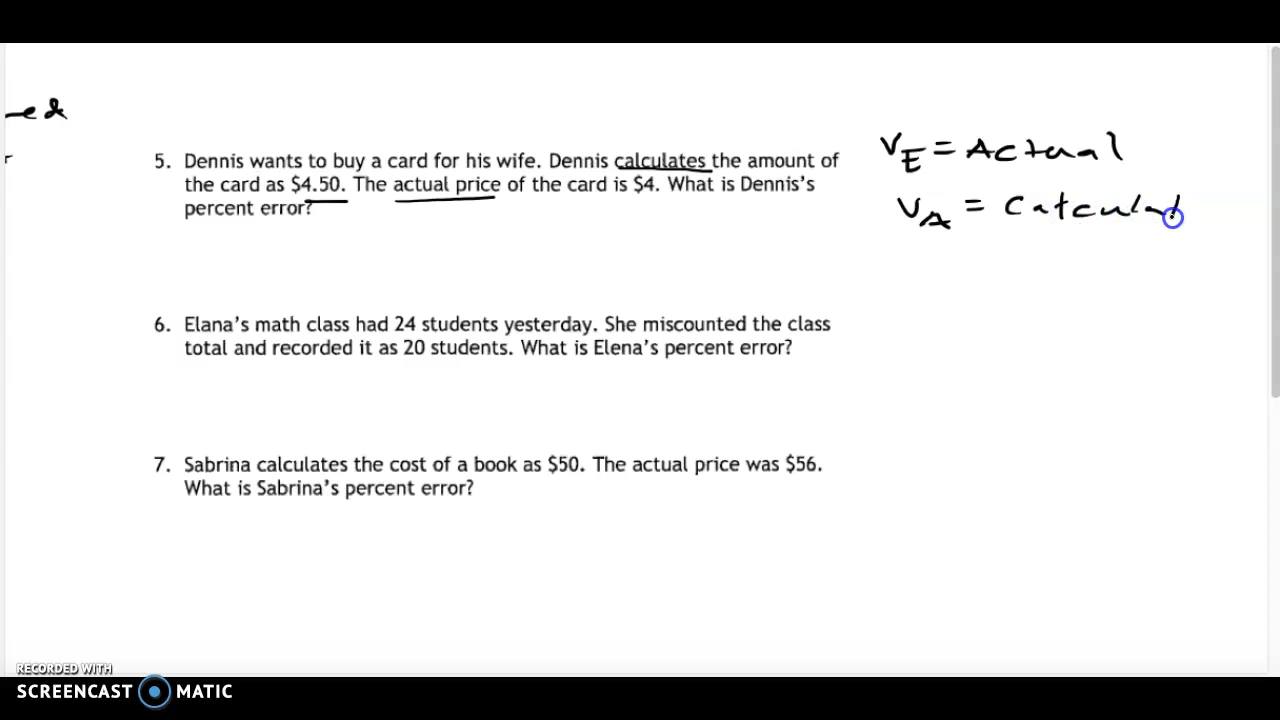 ed
5. Dennis wants to buy a card for his wife. Dennis calculates the amount of
the card as $4.50. The actual price of the card is $4. What is Dennis's
percent error?
VE = Actual
VA = Calculat
6. Elana's math class had 24 students yesterday. She miscounted the class
total and recorded it as 20 students. What is Elena's percent error?
7. Sabrina calculates the cost of a book as $50. The actual price was $56.
What is Sabrina's percent error?
RECORDED WITH
SCREENCAST MATIC